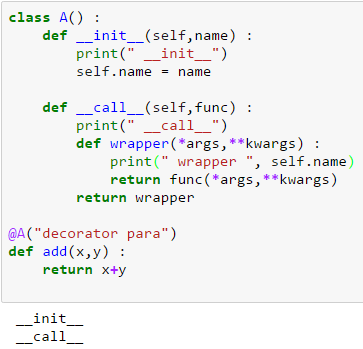 class A() :
    def __init__(self,name) :
        print(" __init__")
        self.name = name
    def __call__(self,func) :
        print(" __call__")
        def wrapper(*args,**kwargs) :
            print(" wrapper ", self.name)
            return func(*args,**kwargs)
        return wrapper
@A("decorator para")
def add(x,y) :
    return x+y
 __init__
 __call__